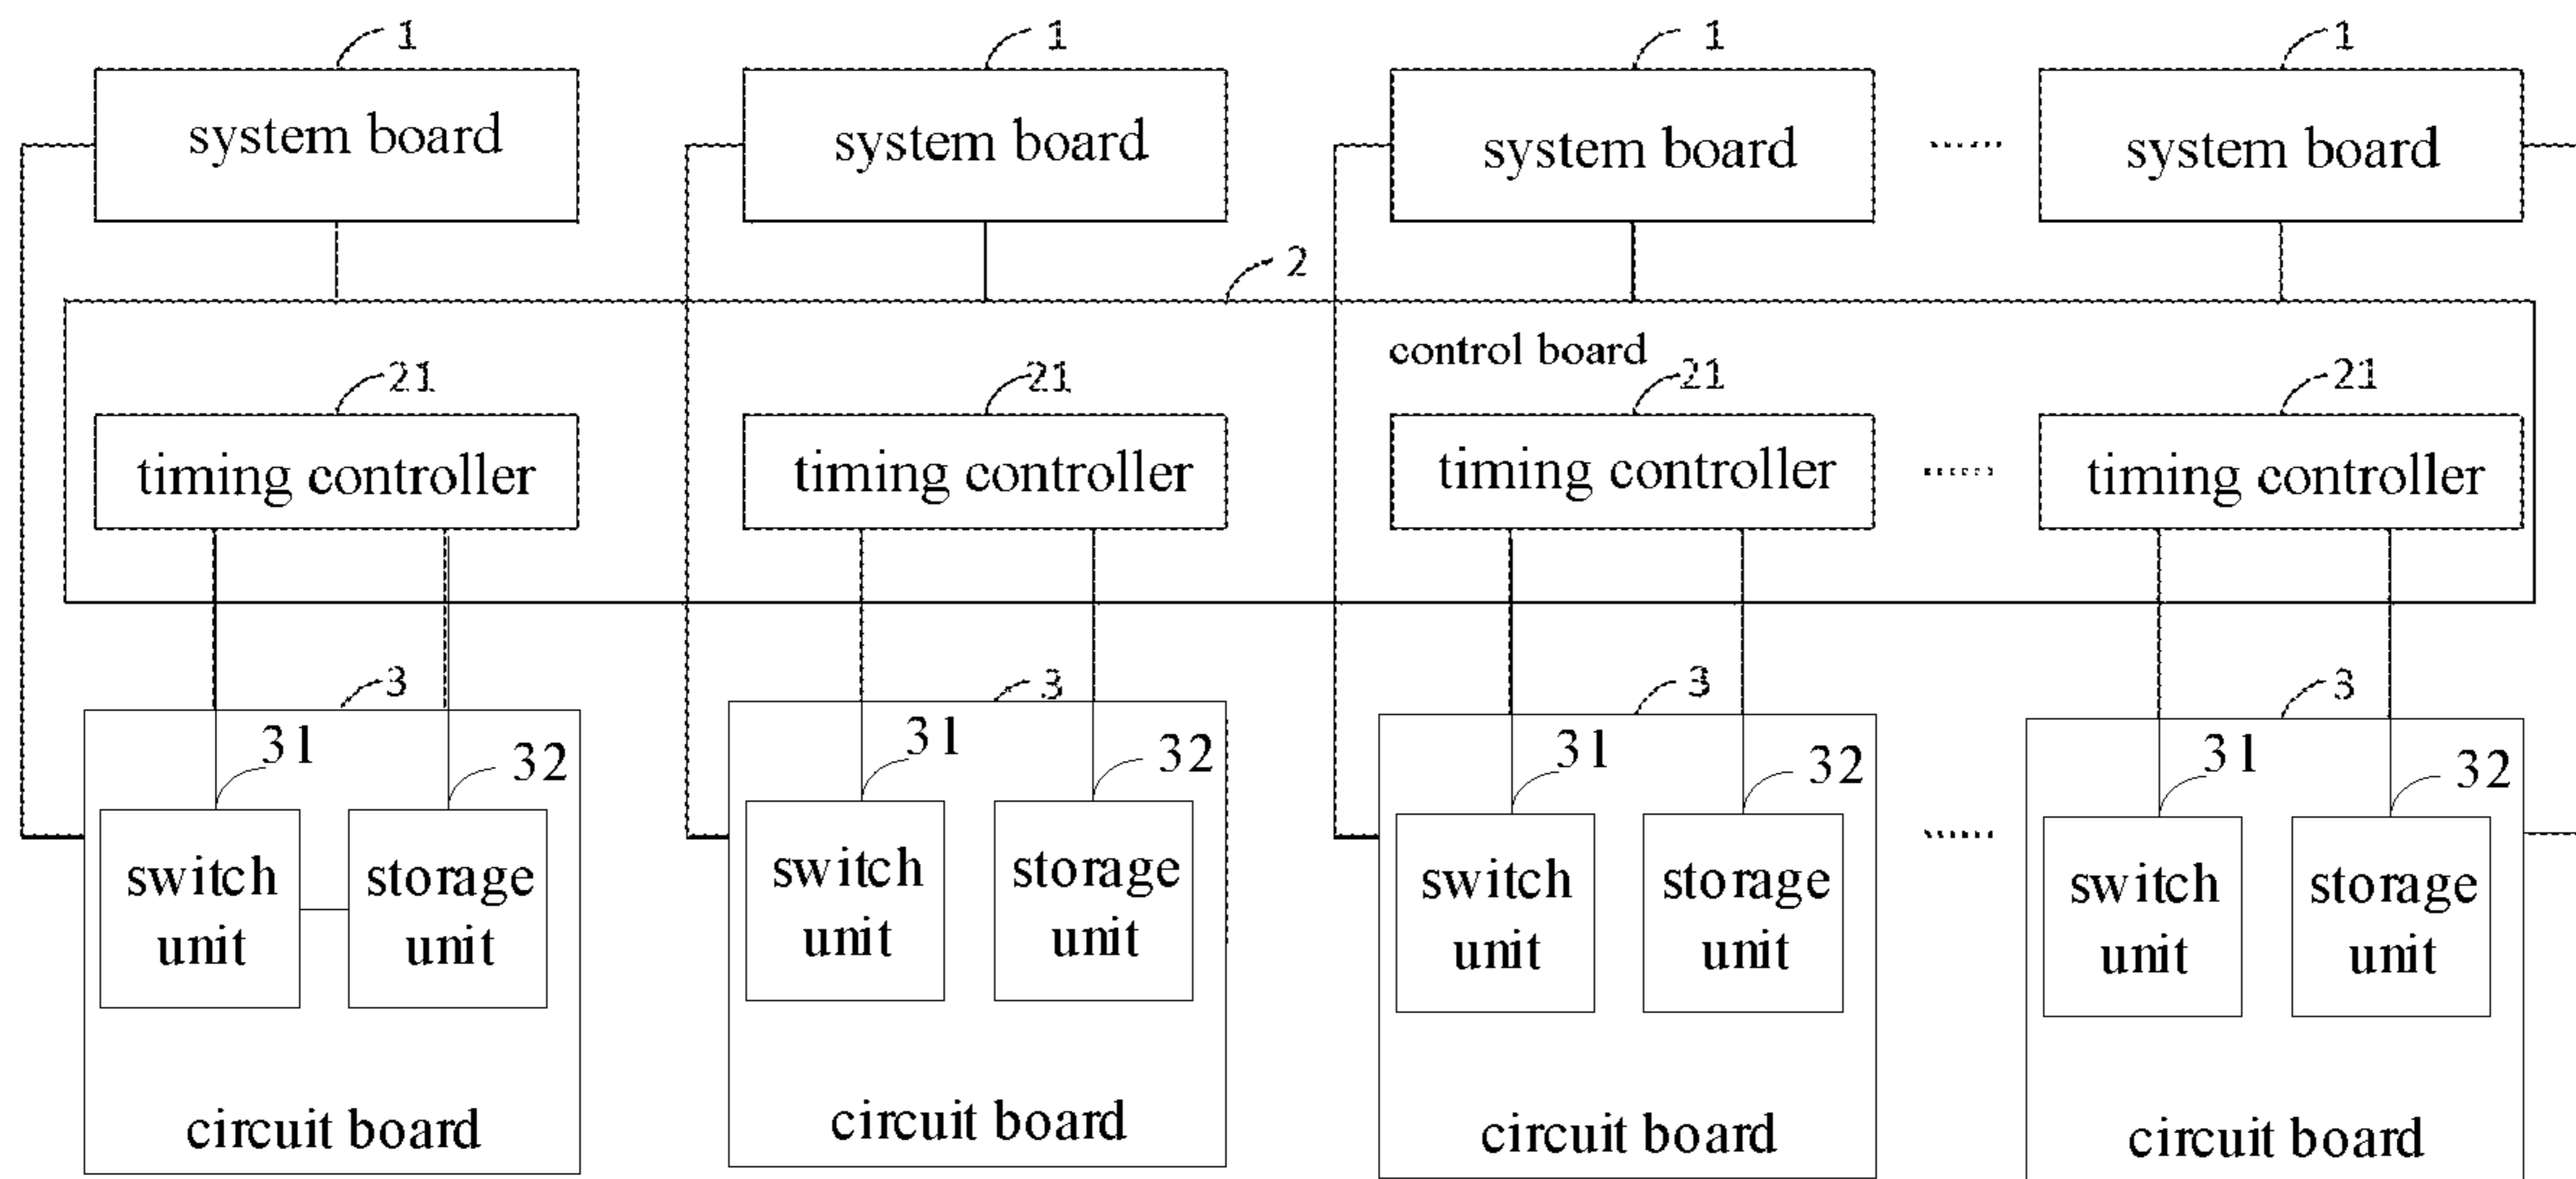 1 1 1 1
system board system board system board ...... system board
2
control board
21 21 21 21
timing controller timing controller timing controller ...... timing controller
3 3 3 3
31 32 31 32 31 32 31 32
switch unit storage unit switch unit storage unit switch unit storage unit ...... switch unit storage unit
circuit board circuit board circuit board circuit board